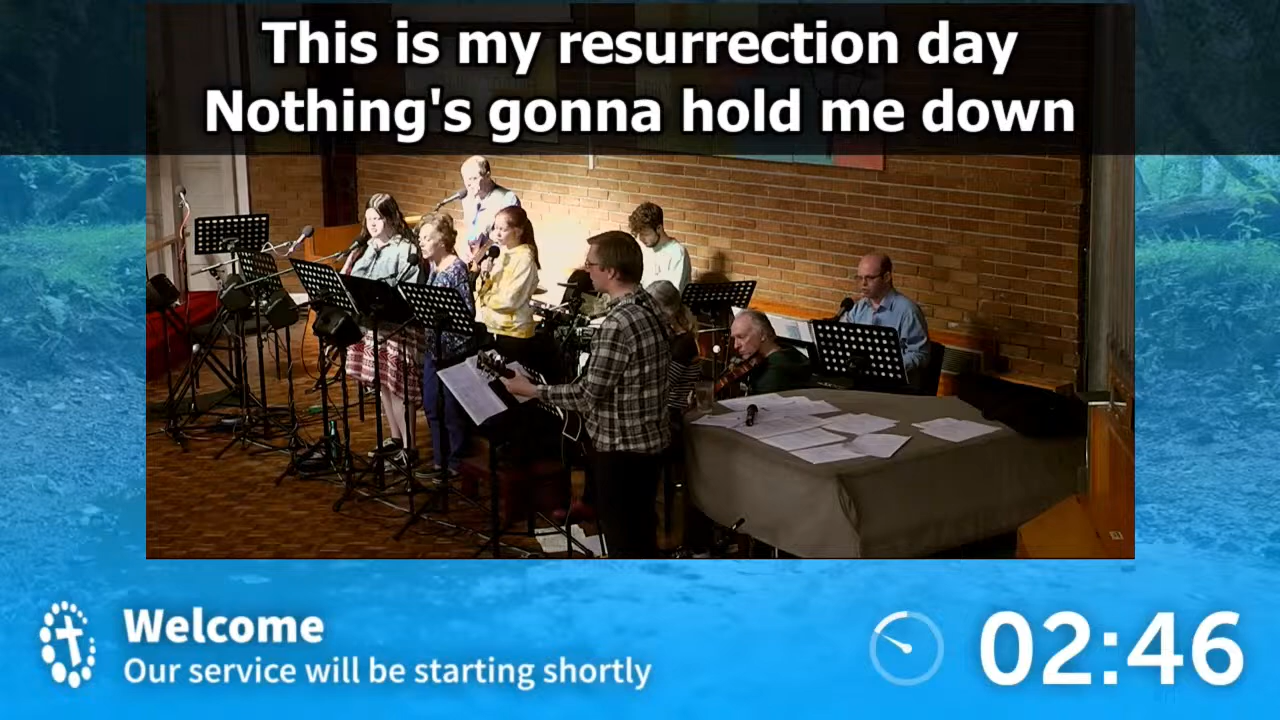 This is my resurrection day
Nothing's gonna hold me down
Welcome
Our service will be starting shortly
02:46